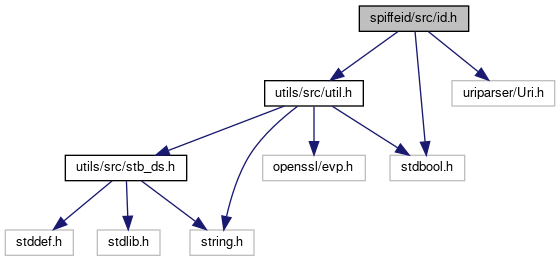 spiffeid/src/id.h
utils/src/util.h
uriparser/Uri.h
utils/src/stb_ds.h
openssl/evp.h
stdbool.h
stddef.h
stdlib.h
string.h